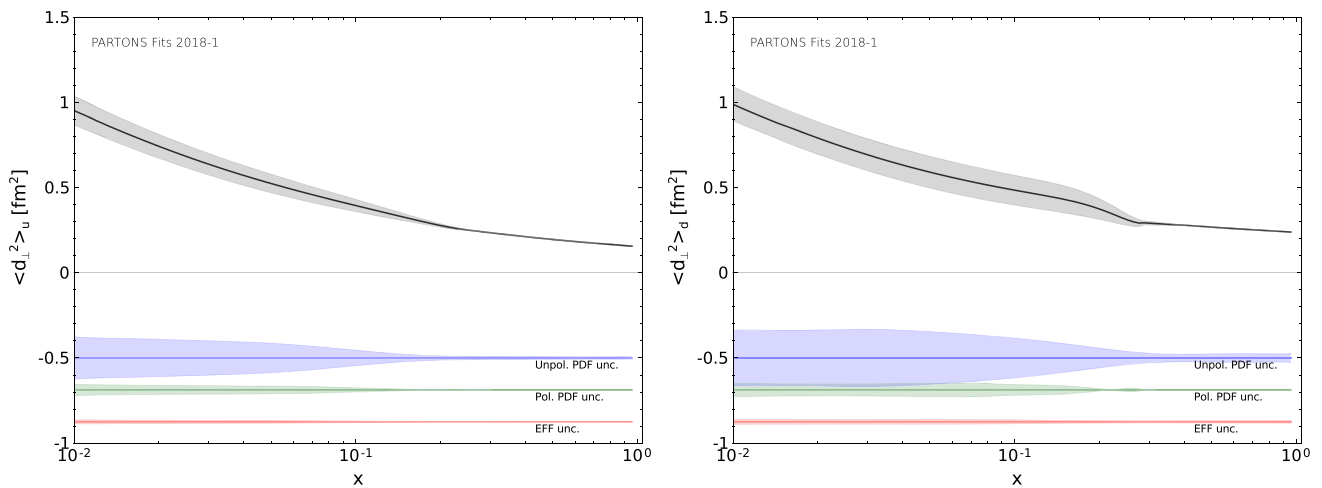 PARTONS Fits 2018-1
1.5
1
0.5
0
-0.5
-1
<d⊥²>u [fm²]
Unpol. PDF unc.
Pol. PDF unc.
EFF unc.
10⁻²
10⁻¹
10⁰
x
PARTONS Fits 2018-1
1.5
1
0.5
0
-0.5
-1
<d⊥²>d [fm²]
Unpol. PDF unc.
Pol. PDF unc.
EFF unc.
10⁻²
10⁻¹
10⁰
x